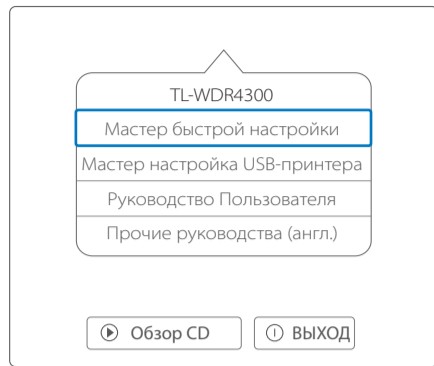 TL-WDR4300
Мастер быстрой настройки
Мастер настройка USB-принтера
Руководство Пользователя
Прочие руководства (англ.)
Обзор CD
ВЫХОД